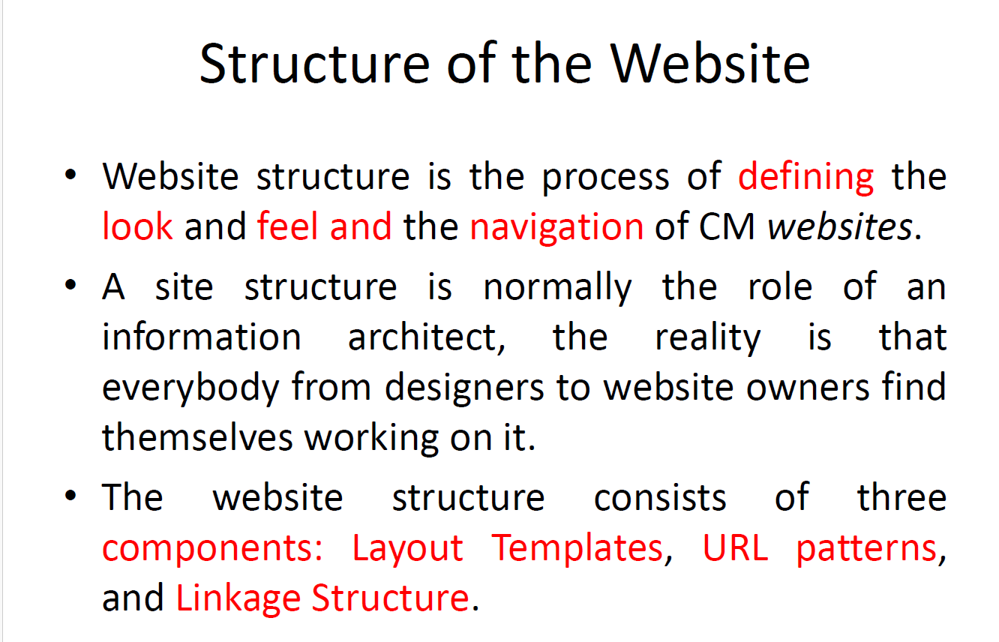 Structure of the Website
• Website structure is the process of defining the
look and feel and the navigation of CM websites.
• A site structure is normally the role of an
information architect, the reality is that
everybody from designers to website owners find
themselves working on it.
• The website structure consists of three
components: Layout Templates, URL patterns,
and Linkage Structure.